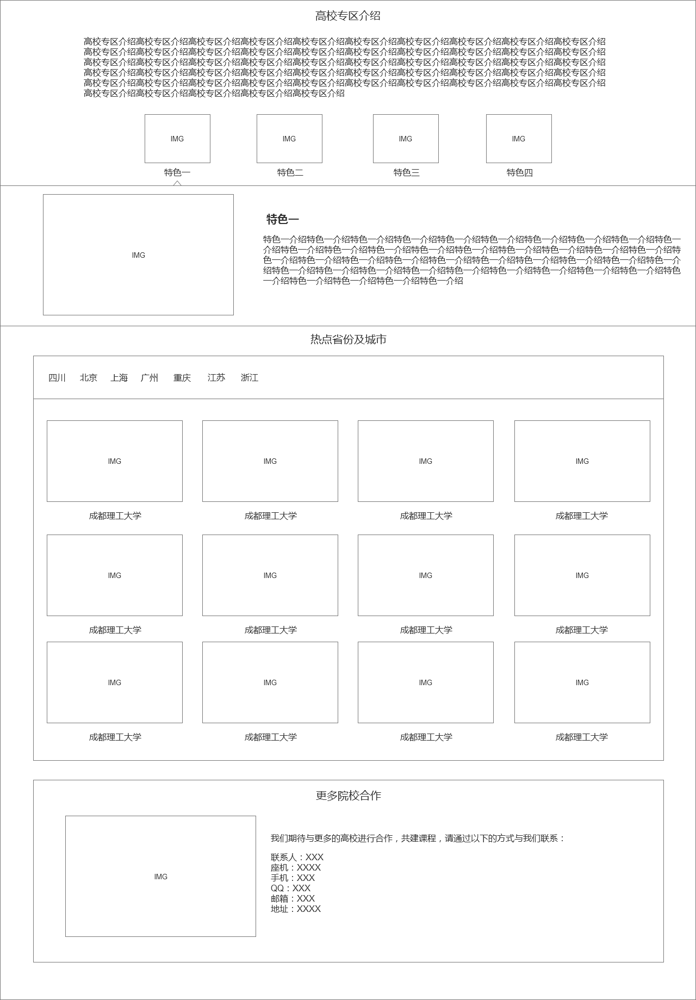 高校专区介绍
高校专区介绍高校专区介绍高校专区介绍高校专区介绍高校专区介绍高校专区介绍高校专区介绍高校专区介绍高校专区介绍高校专区介绍
高校专区介绍高校专区介绍高校专区介绍高校专区介绍高校专区介绍高校专区介绍高校专区介绍高校专区介绍高校专区介绍高校专区介绍
高校专区介绍高校专区介绍高校专区介绍高校专区介绍高校专区介绍高校专区介绍高校专区介绍高校专区介绍高校专区介绍高校专区介绍
高校专区介绍高校专区介绍高校专区介绍高校专区介绍高校专区介绍高校专区介绍高校专区介绍高校专区介绍高校专区介绍高校专区介绍
高校专区介绍高校专区介绍高校专区介绍高校专区介绍高校专区介绍高校专区介绍高校专区介绍高校专区介绍高校专区介绍高校专区介绍
高校专区介绍高校专区介绍高校专区介绍高校专区介绍高校专区介绍
IMG IMG IMG IMG
特色一 特色二 特色三 特色四
IMG
特色一
特色一介绍特色一介绍特色一介绍特色一介绍特色一介绍特色一介绍特色一介绍特色一介绍特色一介绍特色一
介绍特色一介绍特色一介绍特色一介绍特色一介绍特色一介绍特色一介绍特色一介绍特色一介绍特色一介绍特
色一介绍特色一介绍特色一介绍特色一介绍特色一介绍特色一介绍特色一介绍特色一介绍特色一介绍特色一介
绍特色一介绍特色一介绍特色一介绍特色一介绍特色一介绍特色一介绍特色一介绍特色一介绍特色一介绍特色
一介绍特色一介绍特色一介绍特色一介绍特色一介绍
热点省份及城市
四川 北京 上海 广州 重庆 江苏 浙江
IMG IMG IMG IMG
成都理工大学 成都理工大学 成都理工大学 成都理工大学
IMG IMG IMG IMG
成都理工大学 成都理工大学 成都理工大学 成都理工大学
IMG IMG IMG IMG
成都理工大学 成都理工大学 成都理工大学 成都理工大学
更多院校合作
IMG
我们期待与更多的高校进行合作，共建课程，请通过以下的方式与我们联系：
联系人：XXX
座机：XXXX
手机：XXX
QQ：XXX
邮箱：XXX
地址：XXXX